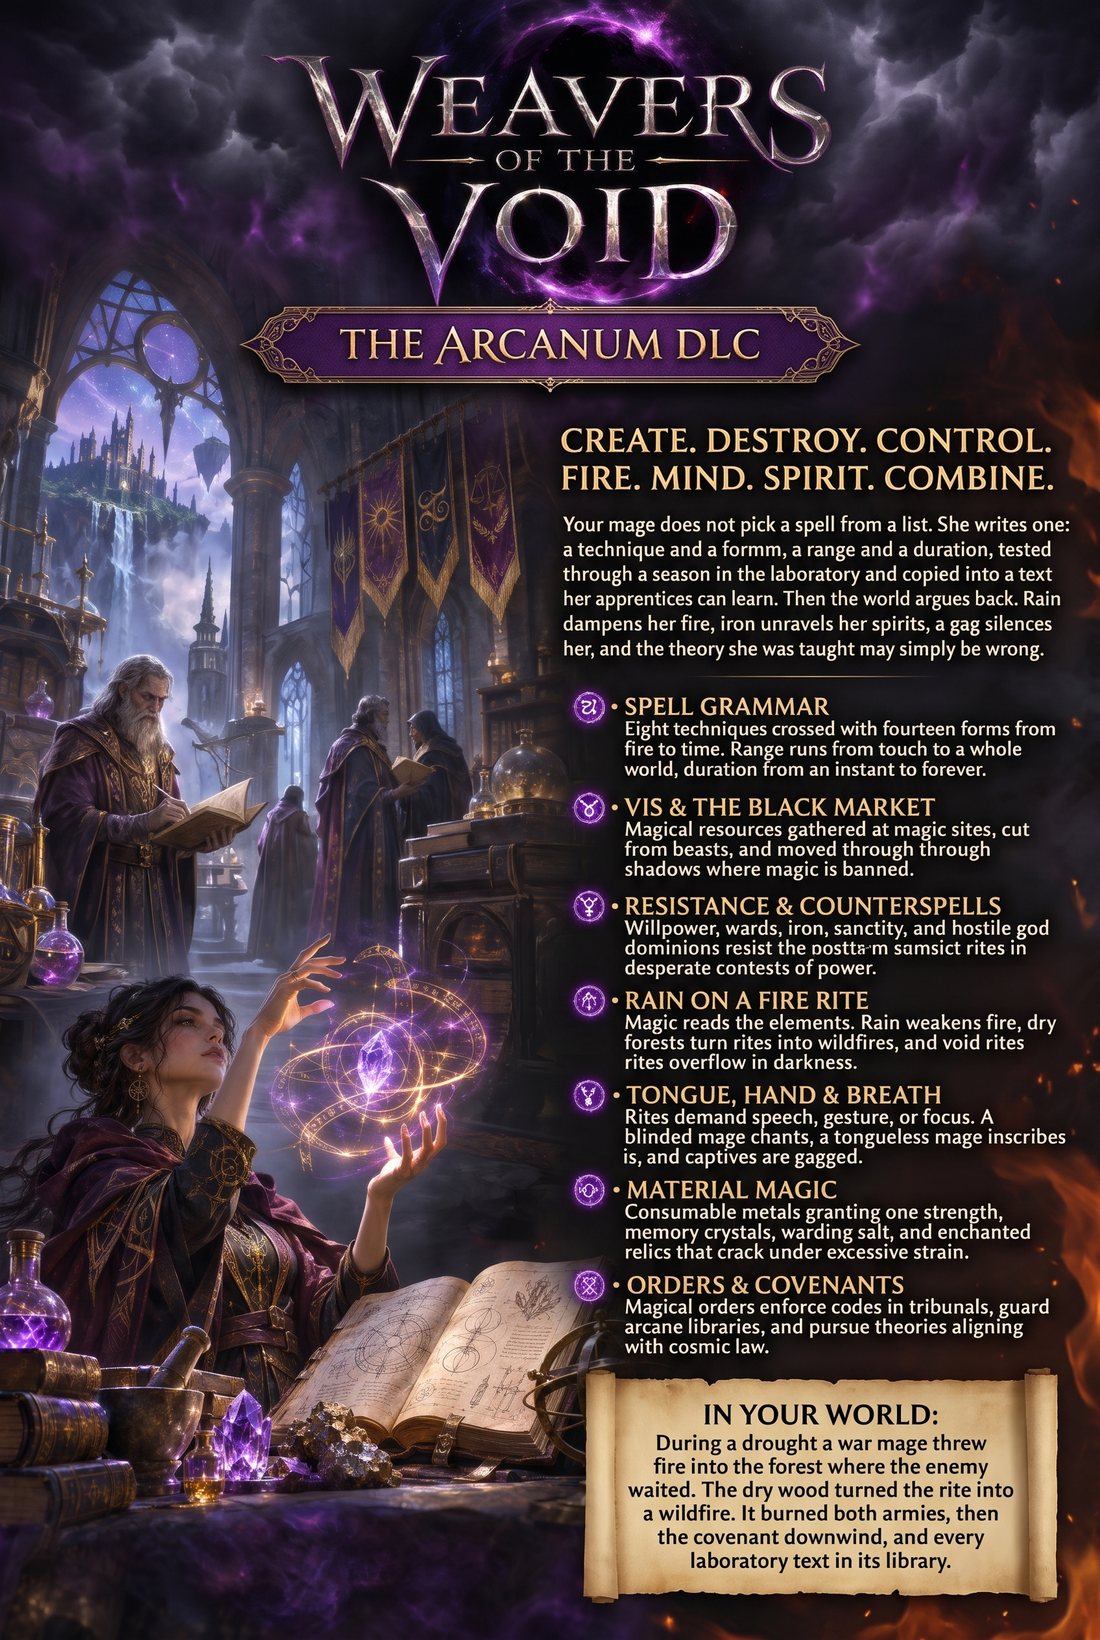 WEAVERS
OF THE
VOID
THE ARCANUM DLC
CREATE. DESTROY. CONTROL.
FIRE. MIND. SPIRIT. COMBINE.
Your mage does not pick a spell from a list. She writes one:
a technique and a formm, a range and a duration, tested
through a season in the laboratory and copied into a text
her apprentices can learn. Then the world argues back. Rain
dampens her fire, iron unravels her spirits, a gag silences
her, and the theory she was taught may simply be wrong.
• SPELL GRAMMAR
Eight techniques crossed with fourteen forms from
fire to time. Range runs from touch to a whole
world, duration from an instant to forever.
• VIS & THE BLACK MARKET
Magical resources gathered at magic sites, cut
from beasts, and moved through through
shadows where magic is banned.
• RESISTANCE & COUNTERSPELLS
Willpower, wards, iron, sanctity, and hostile god
dominions resist the samsict rites in
desperate contests of power.
• RAIN ON A FIRE RITE
Magic reads the elements. Rain weakens fire, dry
forests turn rites into wildfires, and void rites
rites overflow in darkness.
• TONGUE, HAND & BREATH
Rites demand speech, gesture, or focus. A
blinded mage chants, a tongueless mage inscribes
is, and captives are gagged.
• MATERIAL MAGIC
Consumable metals granting one strength,
memory crystals, warding salt, and enchanted
relics that crack under excessive strain.
• ORDERS & COVENANTS
Magical orders enforce codes in tribunals, guard
arcane libraries, and pursue theories aligning
with cosmic law.
IN YOUR WORLD:
During a drought a war mage threw
fire into the forest where the enemy
waited. The dry wood turned the rite into
a wildfire. It burned both armies, then
the covenant downwind, and every
laboratory text in its library.